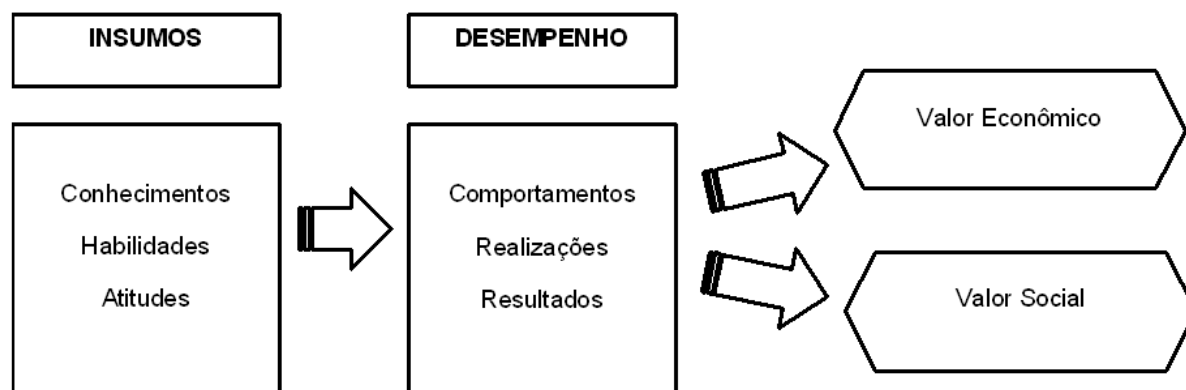 INSUMOS
DESEMPENHO
Conhecimentos
Habilidades
Atitudes
Comportamentos
Realizações
Resultados
Valor Econômico
Valor Social